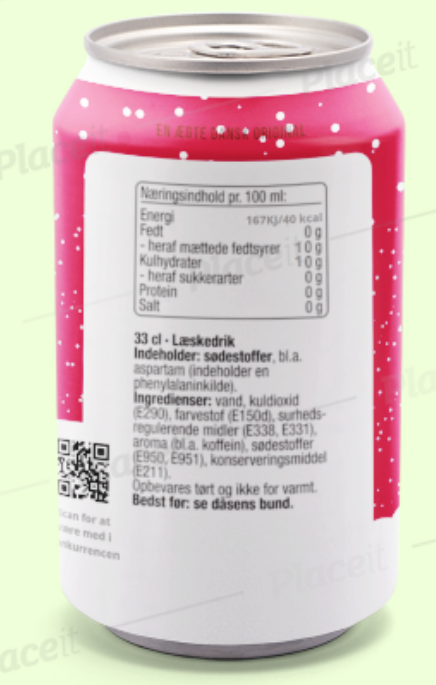 EN ÆRTE DANSK ORIGINAL
Næringsindhold pr. 100 ml:
Energi 167Kj/40 kcal
Fedt 0 g
- heraf mættede fedtsyrer 10 g
Kulhydrater 10 g
- heraf sukkerarter 0 g
Protein 0 g
Salt 0 g
33 cl · Læskedrik
Indeholder: sødestoffer, bl.a.
aspartam (indeholder en
phenylalaninkilde).
Ingredienser: vand, kuldioxid
(E290), farvestof (E150d), surheds-
regulerende midler (E338, E331),
aroma (bl.a. koffein), sødestoffer
(E950, E951), konserveringsmiddel
(E211).
Opbevares tørt og ikke for varmt.
Bedst før: se dåsens bund.
Scan for at
være med i
konkurrencen
Placeit
Placeit
Placeit
Placeit